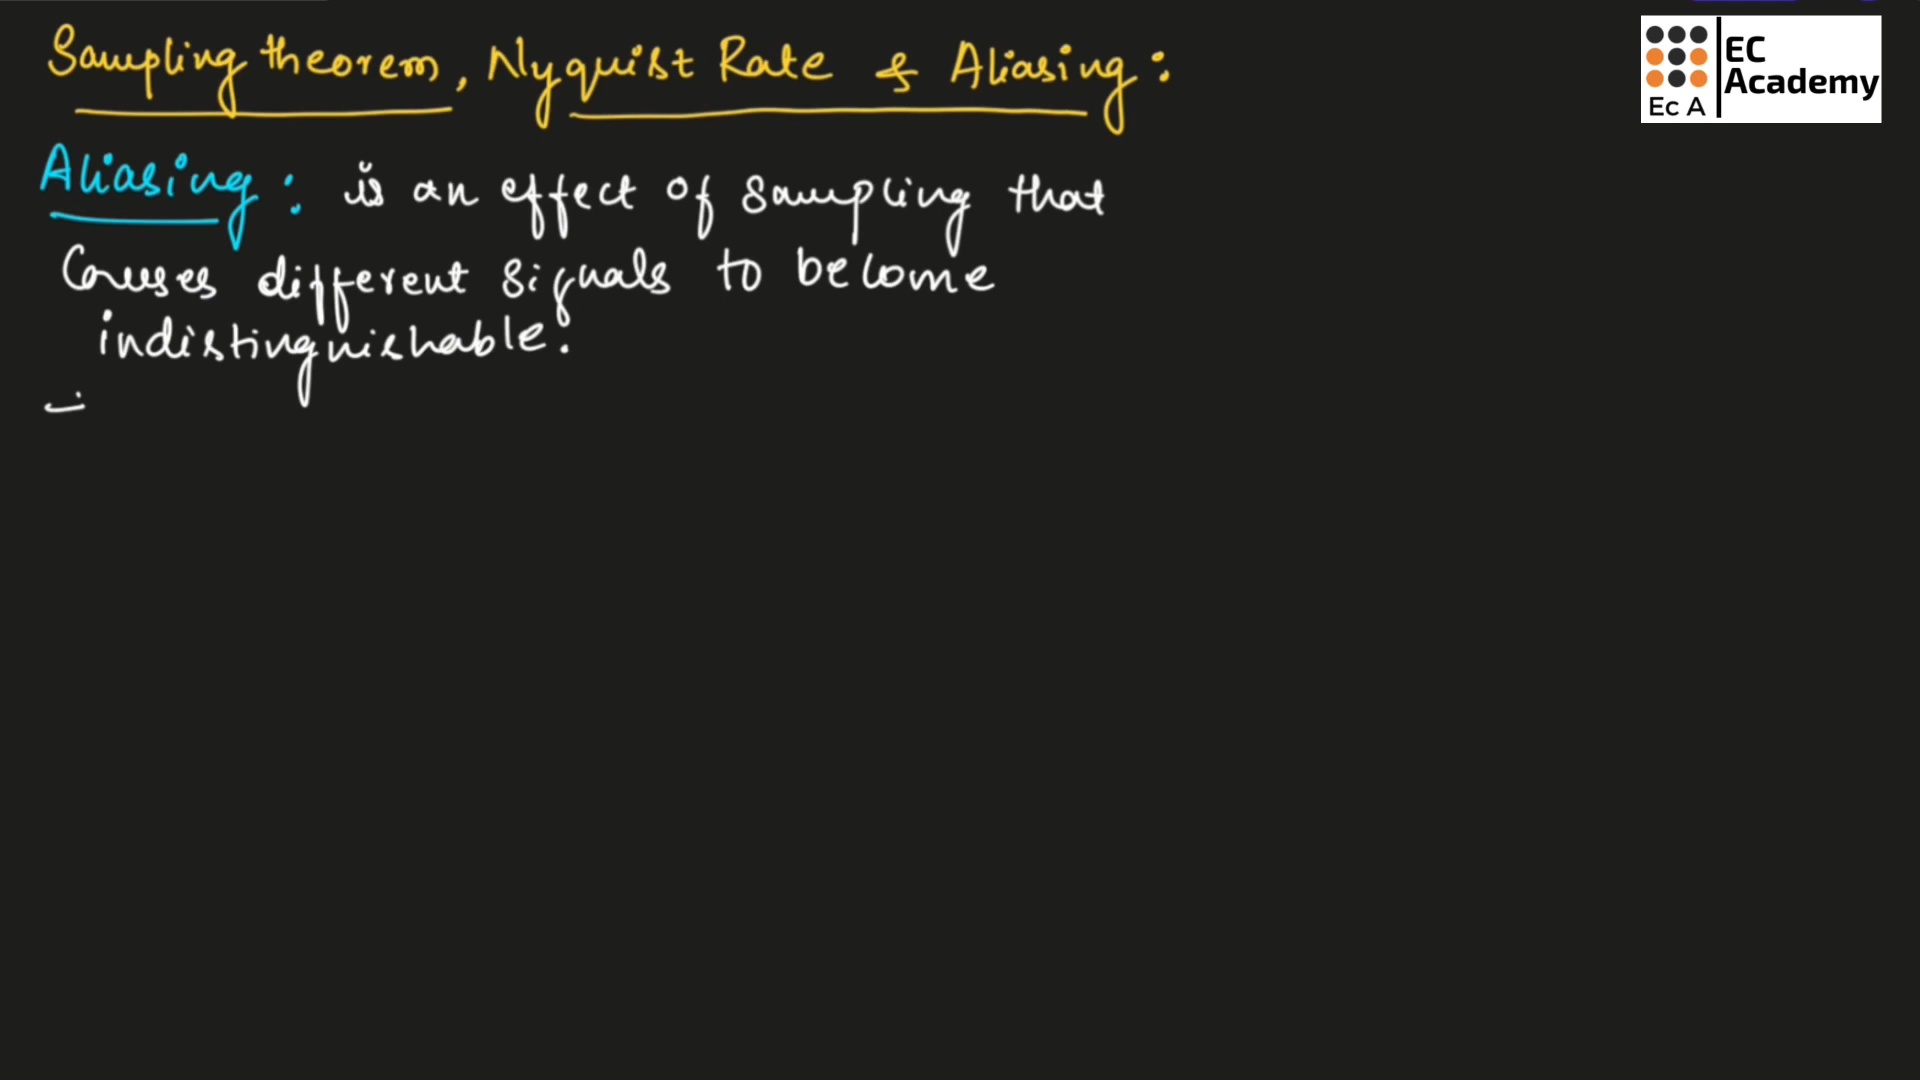 Sampling theorem, Nyquist Rate & Aliasing:
EC
Academy
Ec A
Aliasing: is an effect of sampling that
Causes different signals to become
indistinguishable.